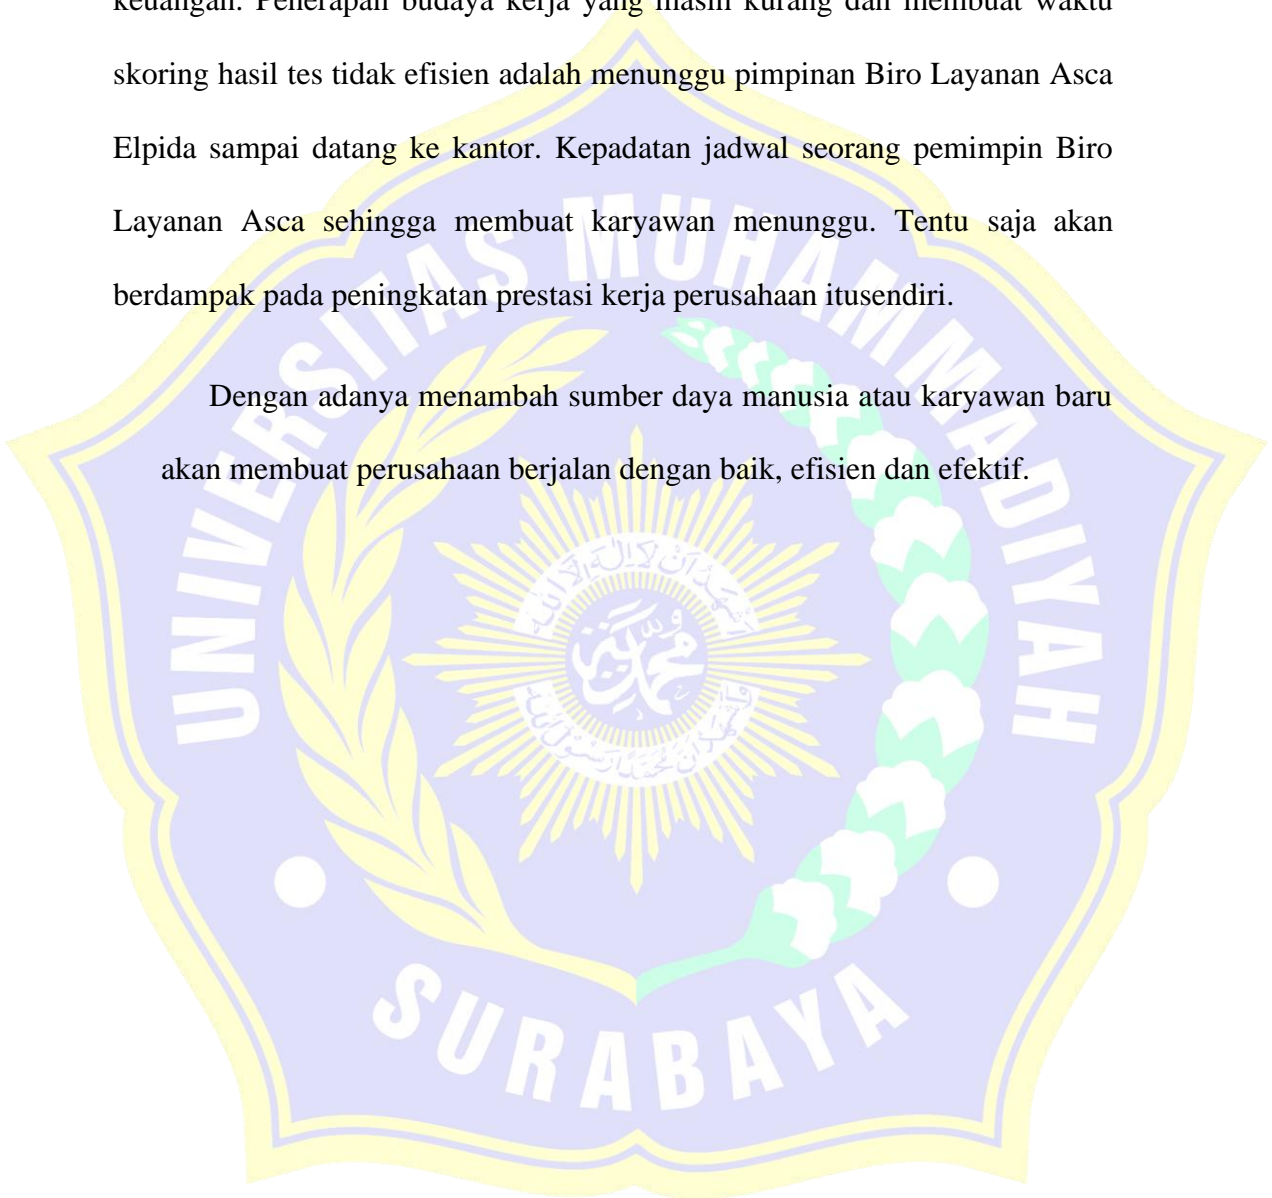 keuangan. Penerapan budaya kerja yang masih kurang dan membuat waktu
skoring hasil tes tidak efisien adalah menunggu pimpinan Biro Layanan Asca
Elpida sampai datang ke kantor. Kepadatan jadwal seorang pemimpin Biro
Layanan Asca sehingga membuat karyawan menunggu. Tentu saja akan
berdampak pada peningkatan prestasi kerja perusahaan itusendiri.
Dengan adanya menambah sumber daya manusia atau karyawan baru
akan membuat perusahaan berjalan dengan baik, efisien dan efektif.
UNIVERSITAS MUHAMMADIYAH
محمد
SURABAYA